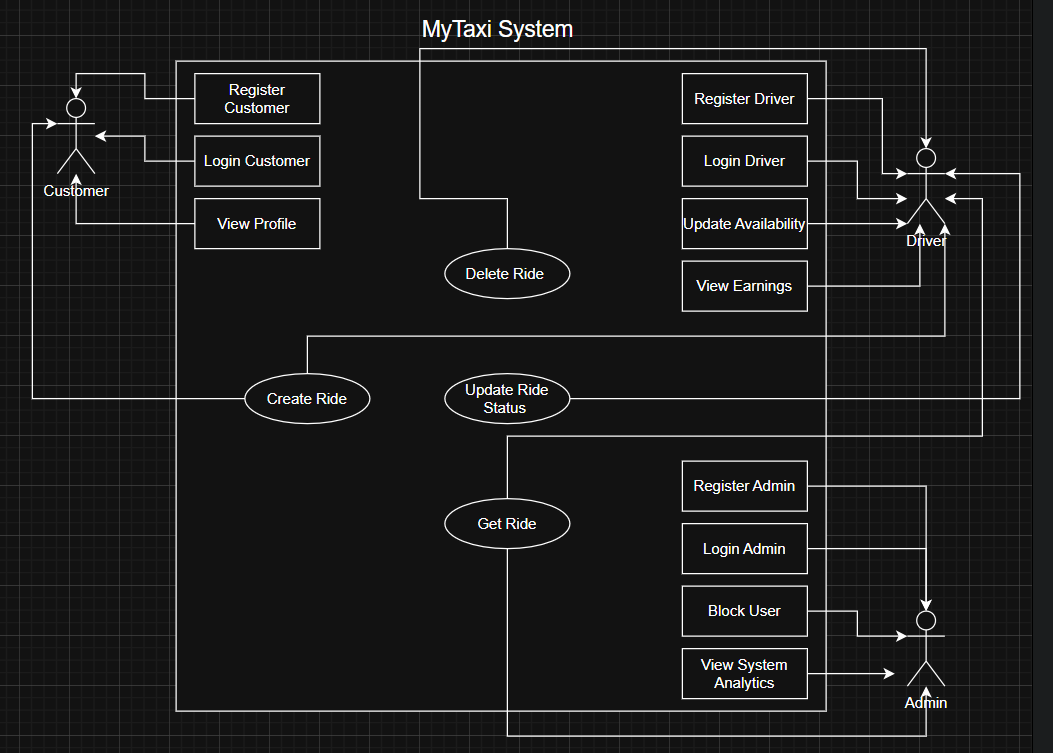 MyTaxi System
Register
Customer
Login Customer
View Profile
Customer
Register Driver
Login Driver
Update Availability
View Earnings
Driver
Delete Ride
Create Ride
Update Ride
Status
Get Ride
Register Admin
Login Admin
Block User
View System
Analytics
Admin